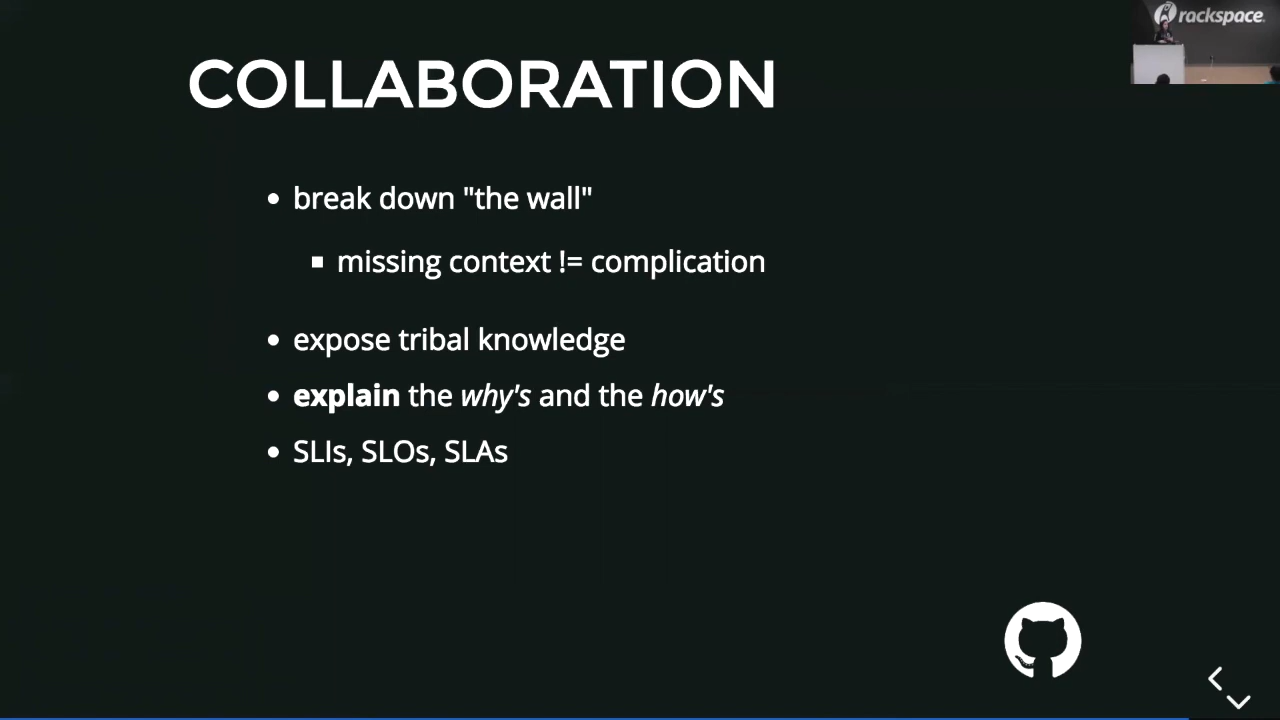 rackspace.
COLLABORATION
break down "the wall"
missing context != complication
expose tribal knowledge
explain the why's and the how's
SLIs, SLOs, SLAs